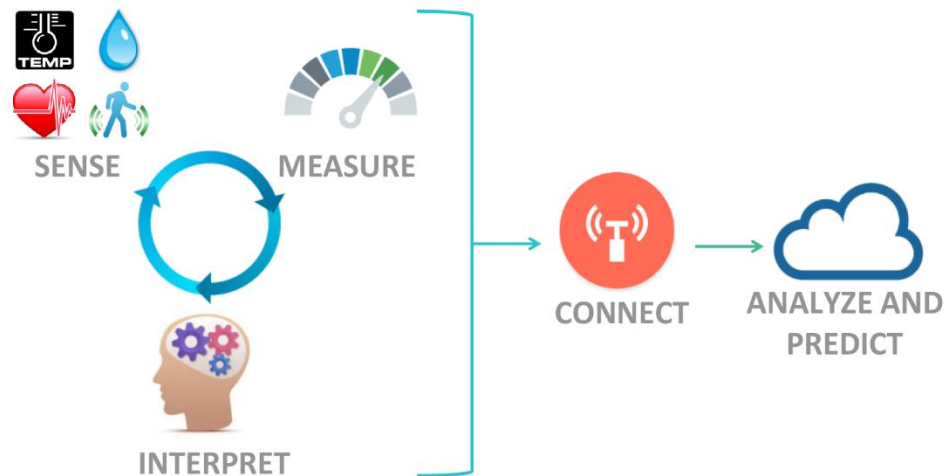 TEMP
SENSE
MEASURE
INTERPRET
CONNECT
ANALYZE AND
PREDICT